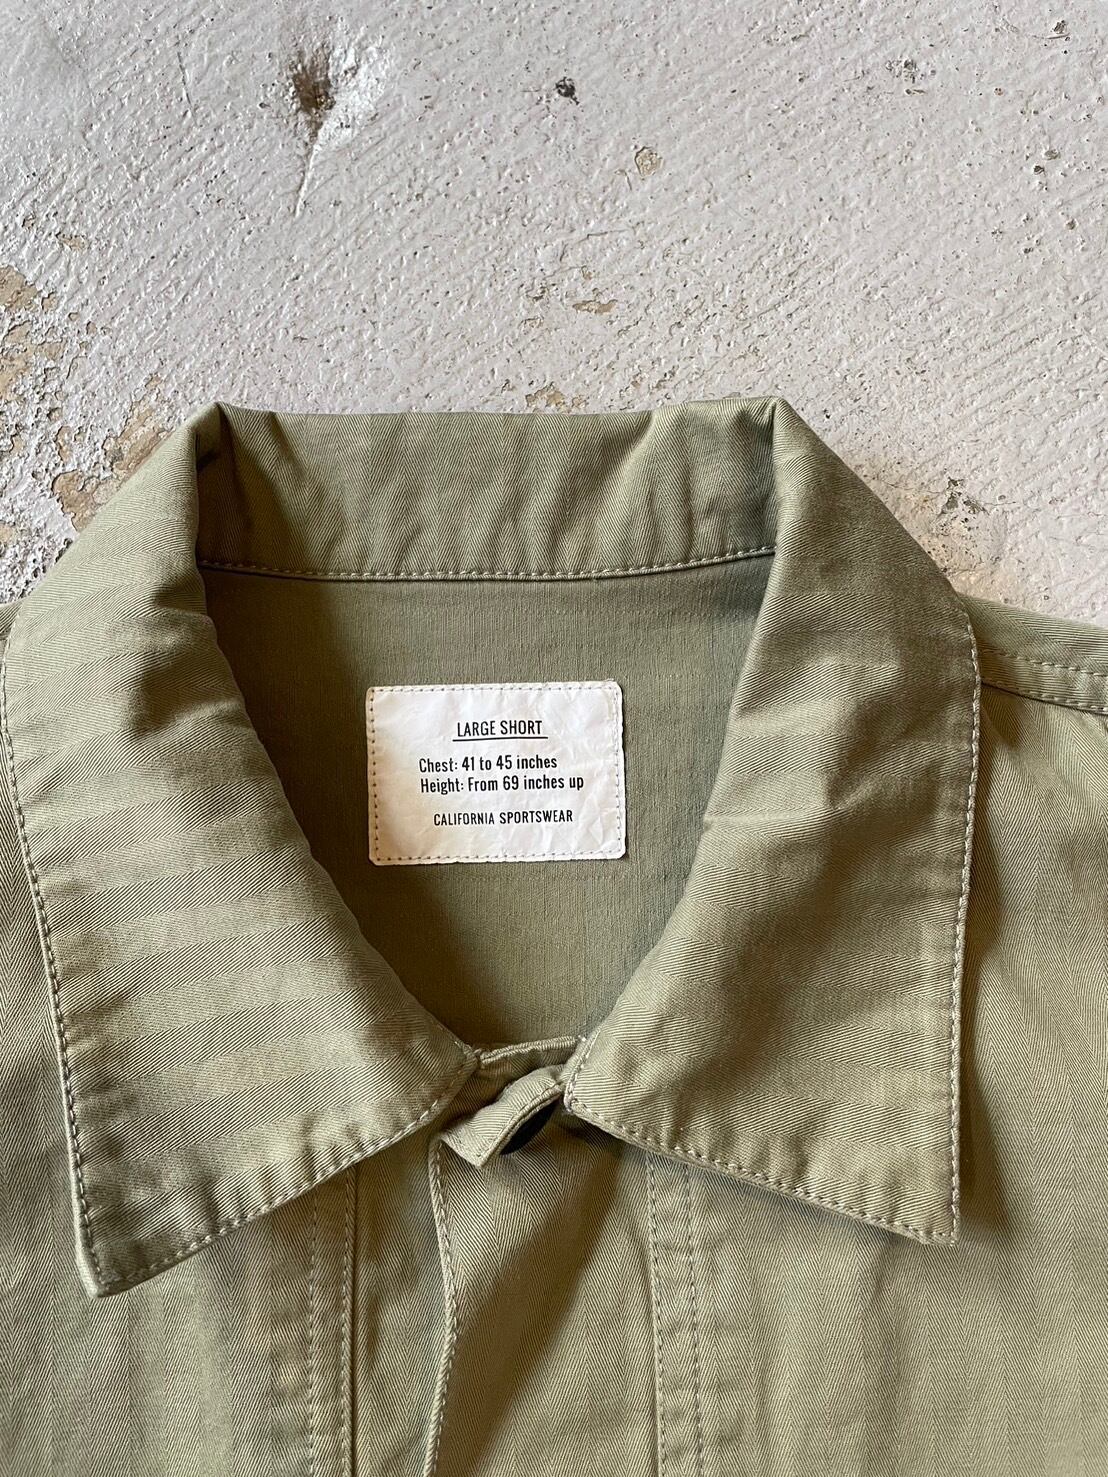 LARGE SHORT
Chest: 41 to 45 inches
Height: From 69 inches up
CALIFORNIA SPORTSWEAR